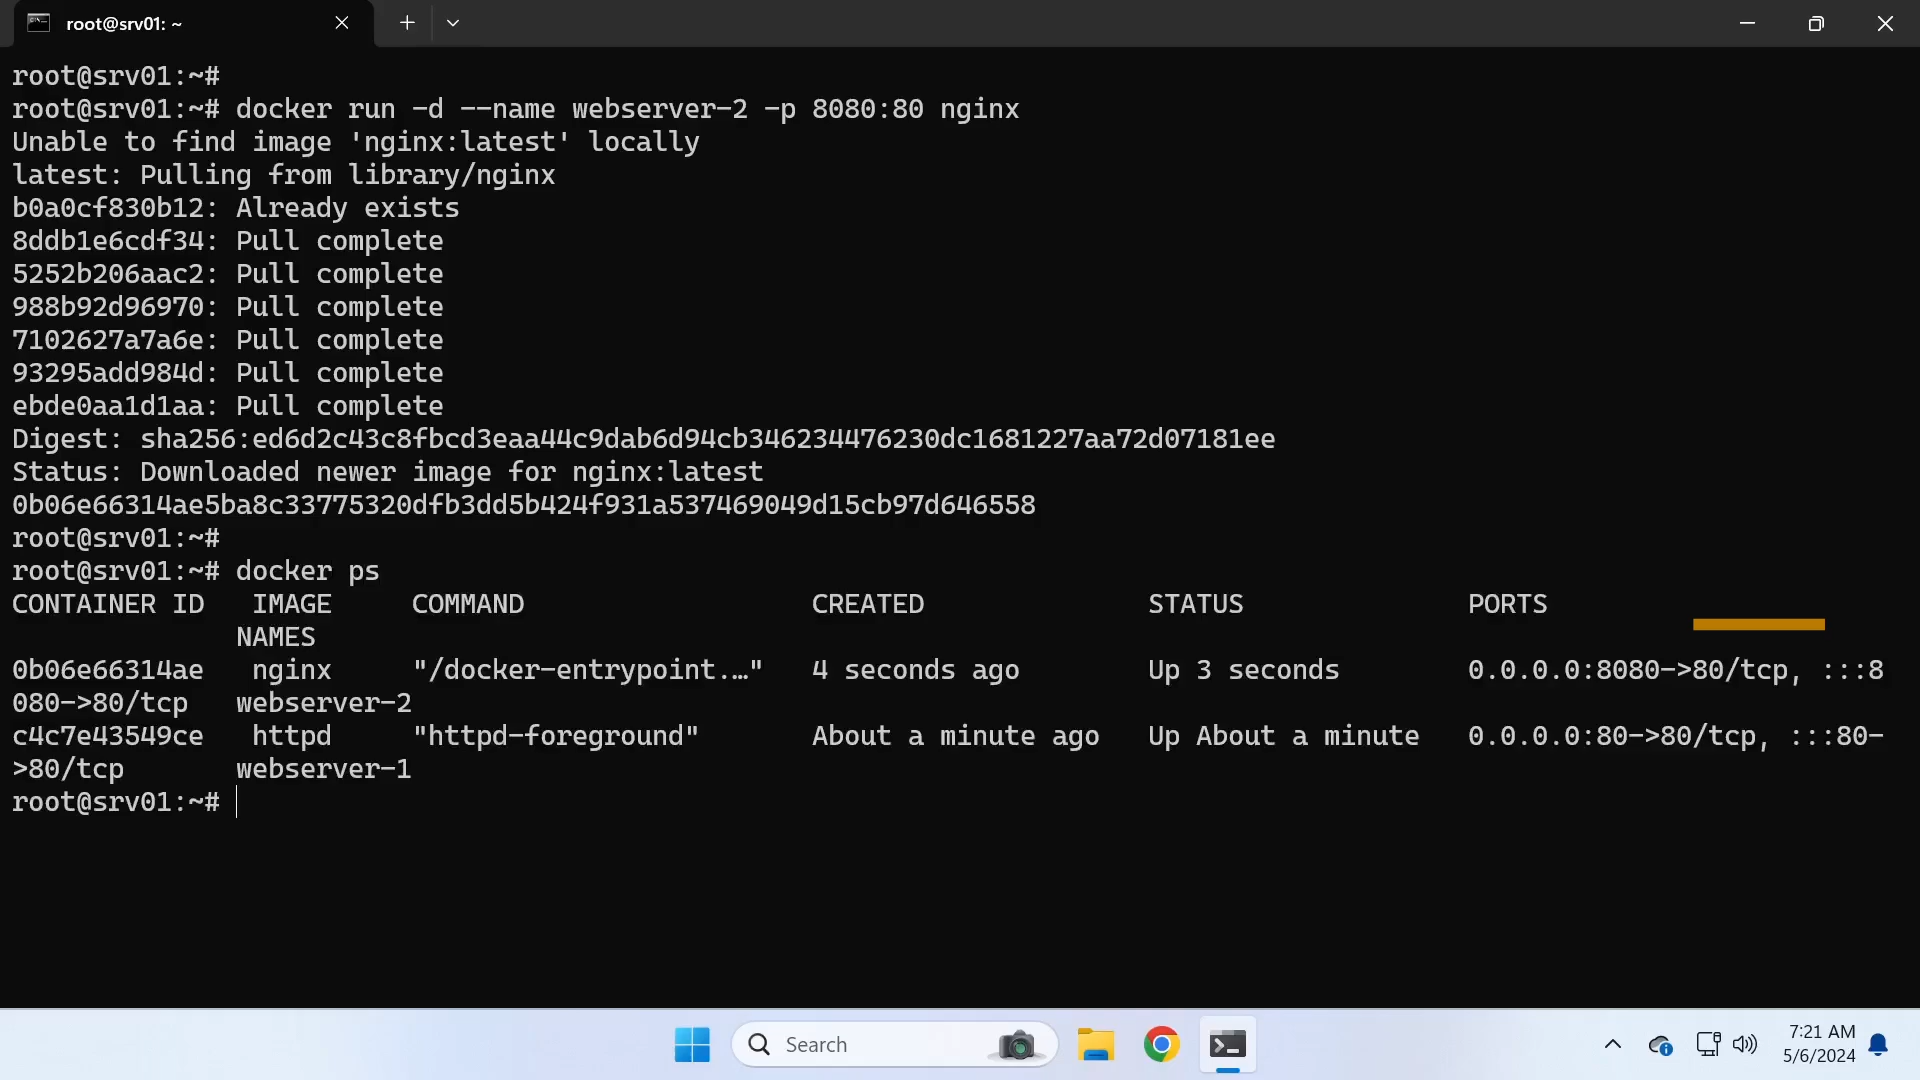 root@srv01: ~
root@srv01:~#
root@srv01:~# docker run -d --name webserver-2 -p 8080:80 nginx
Unable to find image 'nginx:latest' locally
latest: Pulling from library/nginx
b0a0cf830b12: Already exists
8ddb1e6cdf34: Pull complete
5252b206aac2: Pull complete
988b92d96970: Pull complete
7102627a7a6e: Pull complete
93295add984d: Pull complete
ebde0aa1d1aa: Pull complete
Digest: sha256:ed6d2c43c8fbcd3eaa44c9dab6d94cb346234476230dc1681227aa72d07181ee
Status: Downloaded newer image for nginx:latest
0b06e66314ae5ba8c33775320dfb3dd5b424f931a537469049d15cb97d646558
root@srv01:~#
root@srv01:~# docker ps
CONTAINER ID   IMAGE     COMMAND                  CREATED              STATUS              PORTS
              NAMES
0b06e66314ae   nginx     "/docker-entrypoint.…"   4 seconds ago        Up 3 seconds        0.0.0.0:8080->80/tcp, :::8
080->80/tcp   webserver-2
c4c7e43549ce   httpd     "httpd-foreground"       About a minute ago   Up About a minute   0.0.0.0:80->80/tcp, :::80-
>80/tcp       webserver-1
root@srv01:~#
Search
7:21 AM
5/6/2024